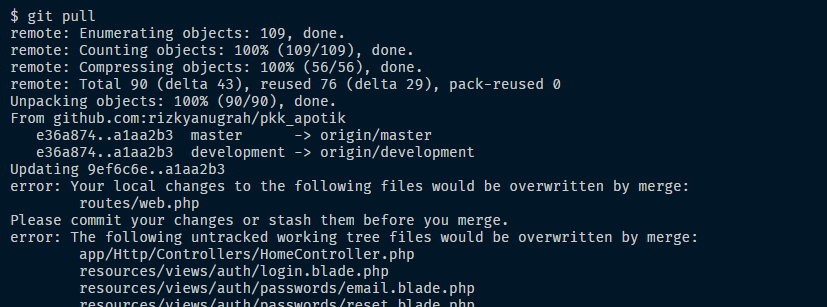 $ git pull
remote: Enumerating objects: 109, done.
remote: Counting objects: 100% (109/109), done.
remote: Compressing objects: 100% (56/56), done.
remote: Total 90 (delta 43), reused 76 (delta 29), pack-reused 0
Unpacking objects: 100% (90/90), done.
From github.com:rizkyanugrah/pkk_apotik
   e36a874..a1aa2b3  master      -> origin/master
   e36a874..a1aa2b3  development -> origin/development
Updating 9ef6c6e..a1aa2b3
error: Your local changes to the following files would be overwritten by merge:
        routes/web.php
Please commit your changes or stash them before you merge.
error: The following untracked working tree files would be overwritten by merge:
        app/Http/Controllers/HomeController.php
        resources/views/auth/login.blade.php
        resources/views/auth/passwords/email.blade.php
        resources/views/auth/passwords/reset.blade.php